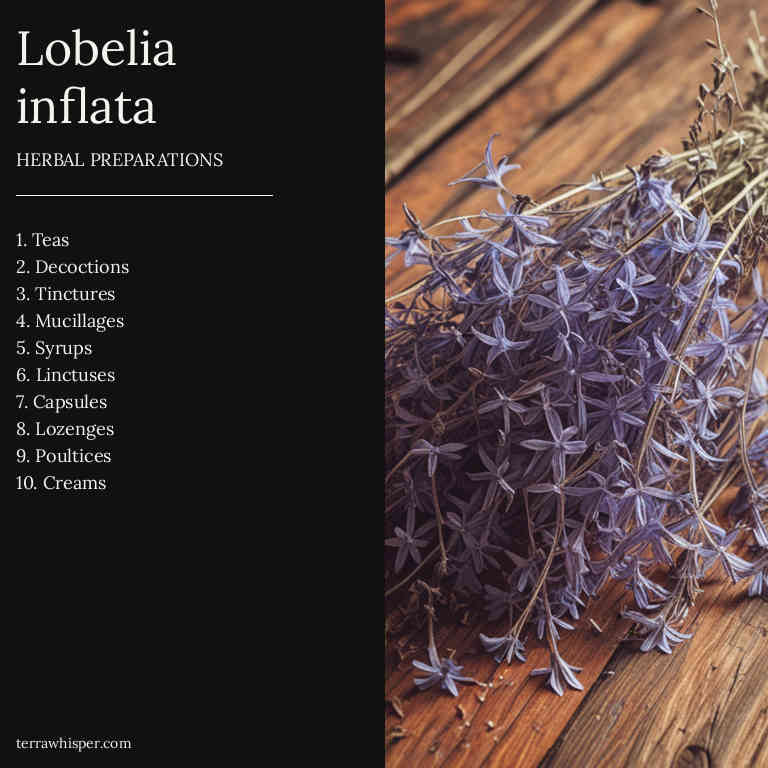 Lobelia
inflata
HERBAL PREPARATIONS
1. Teas
2. Decoctions
3. Tinctures
4. Mucillages
5. Syrups
6. Linctuses
7. Capsules
8. Lozenges
9. Poultices
10. Creams
terrawhisper.com